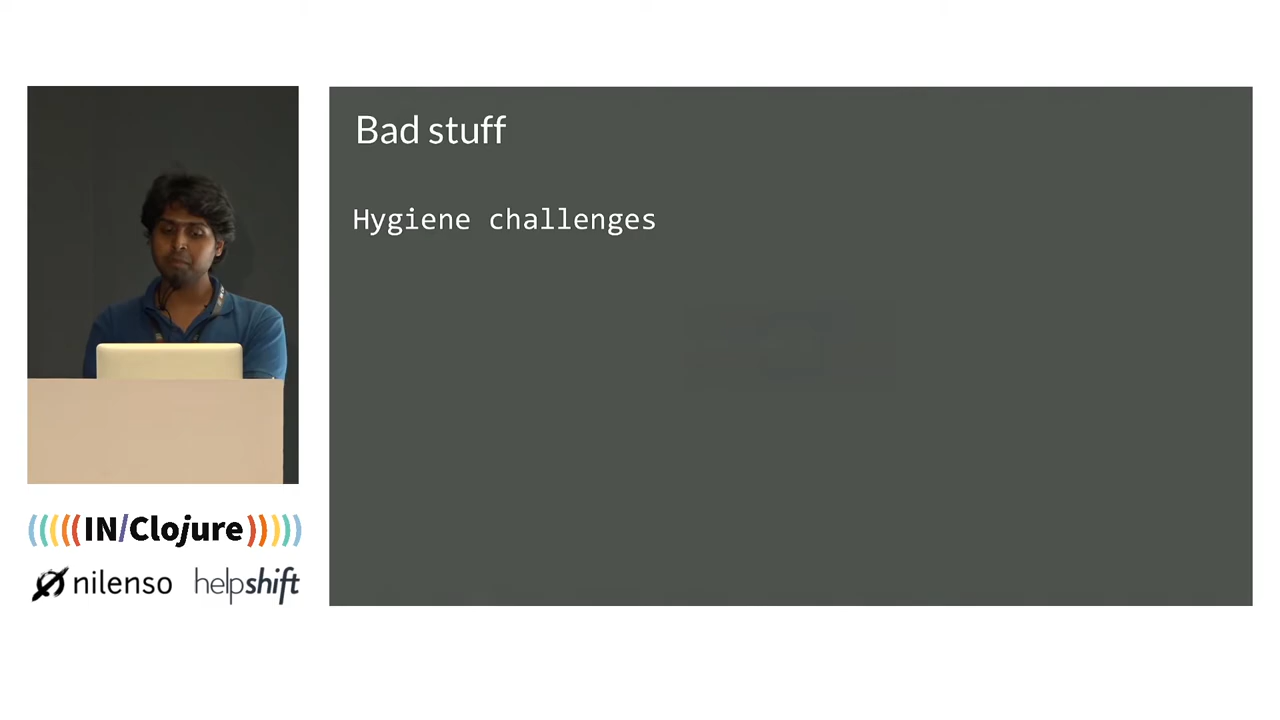 Bad stuff
Hygiene challenges
(((((IN/Clojure)))))
nilenso helpshift